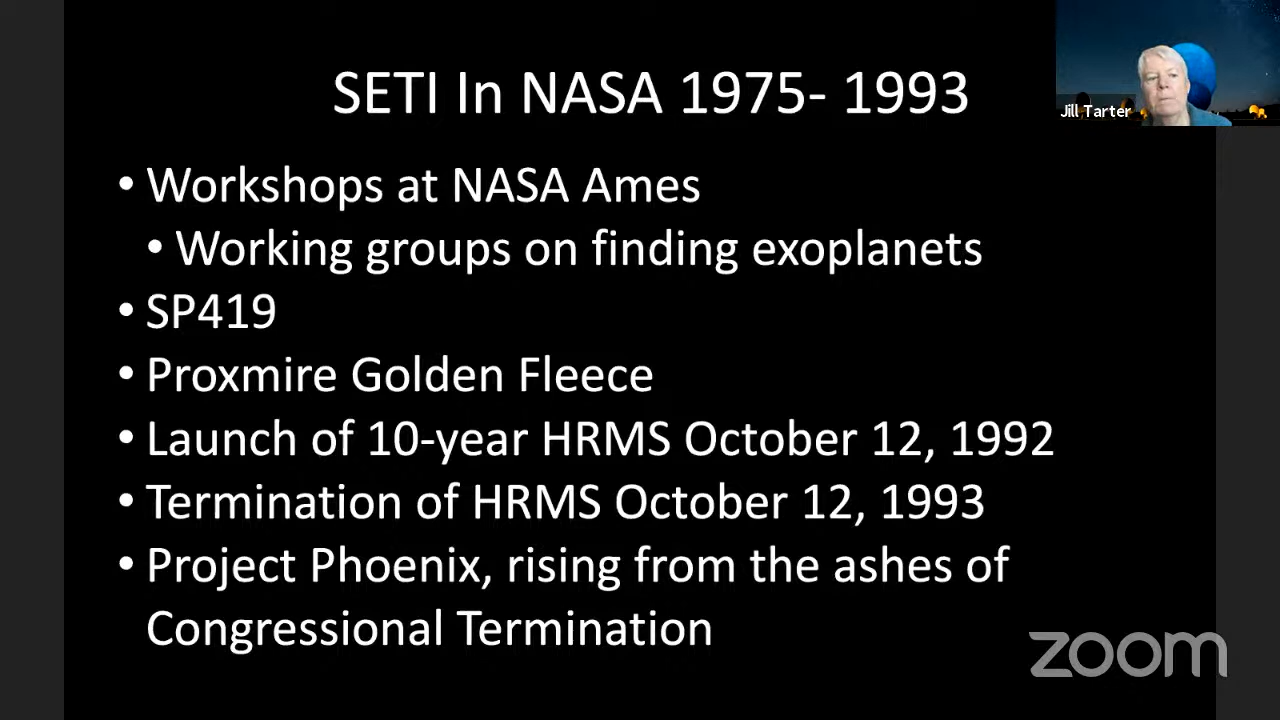 SETI In NASA 1975- 1993
Jill Tarter
• Workshops at NASA Ames
• Working groups on finding exoplanets
• SP419
• Proxmire Golden Fleece
• Launch of 10-year HRMS October 12, 1992
• Termination of HRMS October 12, 1993
• Project Phoenix, rising from the ashes of
Congressional Termination
zoom